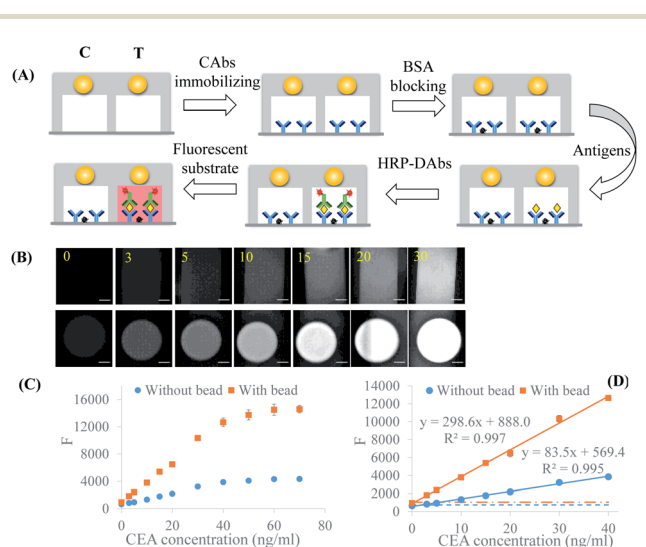 C T
(A)
CAbs immobilizing
BSA blocking
Antigens
HRP-DAbs
Fluorescent substrate
(B)
0 3 5 10 15 20 30
(C)
Without bead With bead
F
16000
12000
8000
4000
0
0 20 40 60 80
CEA concentration (ng/ml)
(D)
Without bead With bead
F
14000
12000
10000
8000
6000
4000
2000
0
y = 298.6x + 888.0
R² = 0.997
y = 83.5x + 569.4
R² = 0.995
0 10 20 30 40
CEA concentration (ng/ml)